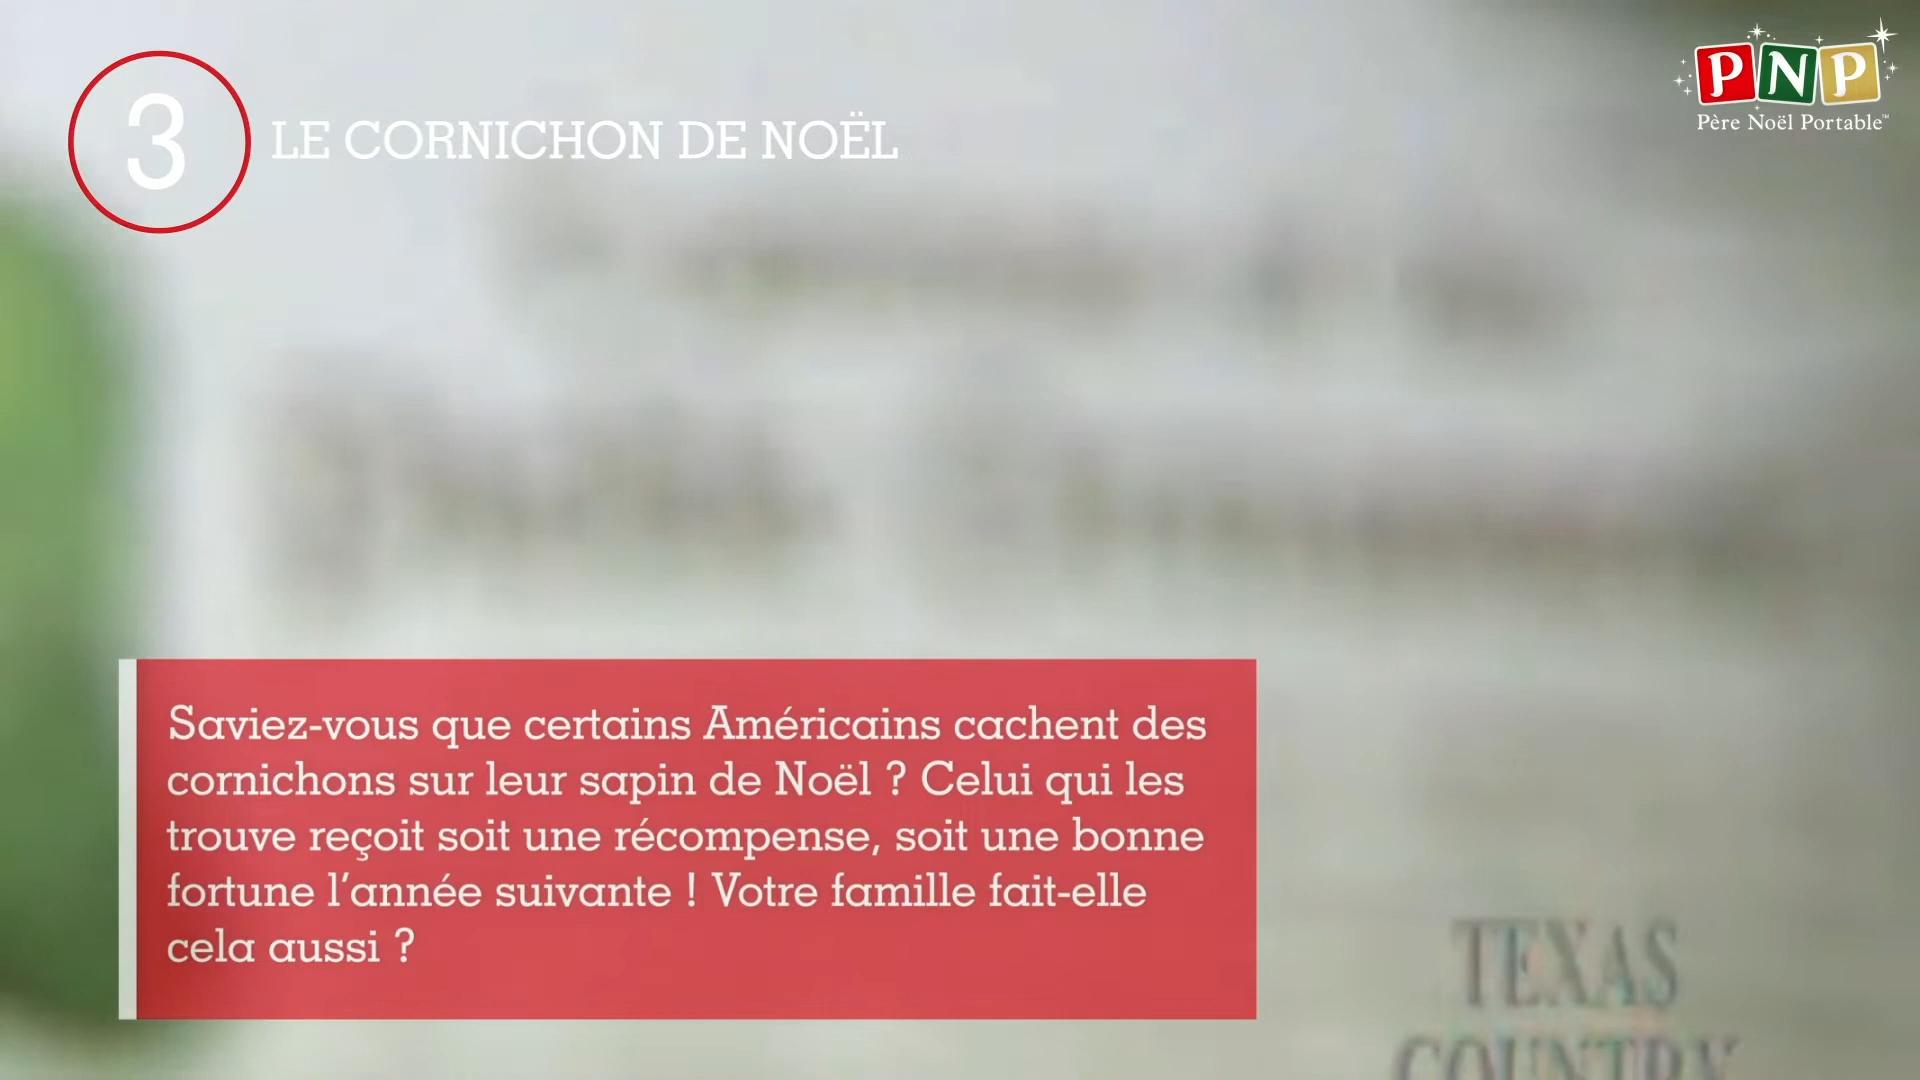 3
LE CORNICHON DE NOËL
PNP
Père Noël Portable™
Saviez-vous que certains Américains cachent des
cornichons sur leur sapin de Noël ? Celui qui les
trouve reçoit soit une récompense, soit une bonne
fortune l’année suivante ! Votre famille fait-elle
cela aussi ?
TEXAS
COUNTRY